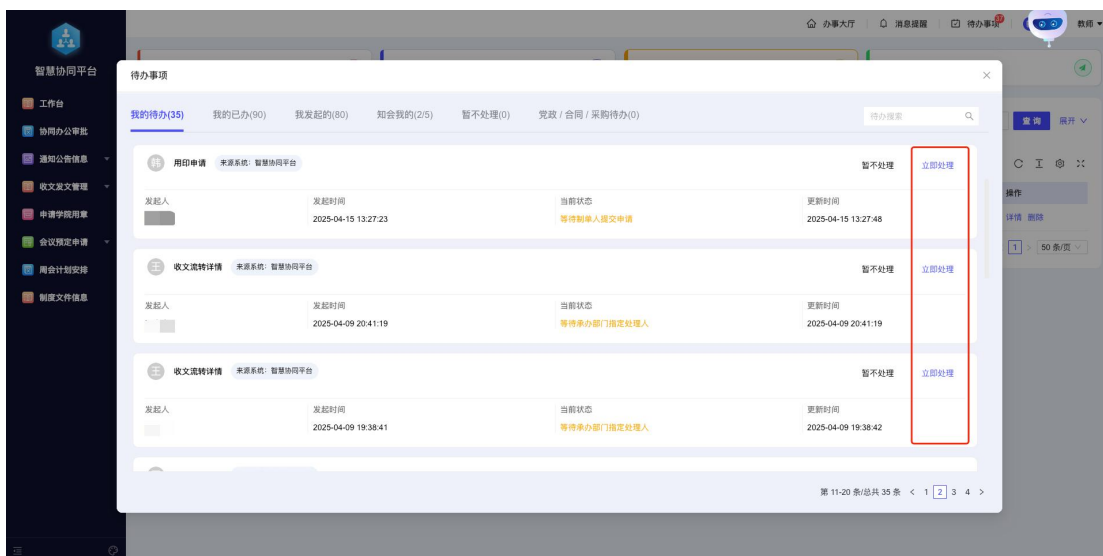 办事大厅 消息提醒 待办事项 37 教师
智慧协同平台
工作台
协同办公审批
通知公告信息
收文发文管理
申请学院用章
会议预定申请
周会计划安排
制度文件信息
查询 展开
操作
详情 删除
1 50 条/页
待办事项
我的待办(35) 我的已办(90) 我发起的(80) 知会我的(2/5) 暂不处理(0) 党政 / 合同 / 采购待办(0) 待办搜索
韩 用印申请 来源系统：智慧协同平台 暂不处理 立即处理
发起人 发起时间 当前状态 更新时间
2025-04-15 13:27:23 等待制单人提交申请 2025-04-15 13:27:48
王 收文流转详情 来源系统：智慧协同平台 暂不处理 立即处理
发起人 发起时间 当前状态 更新时间
2025-04-09 20:41:19 等待承办部门指定处理人 2025-04-09 20:41:19
王 收文流转详情 来源系统：智慧协同平台 暂不处理 立即处理
发起人 发起时间 当前状态 更新时间
2025-04-09 19:38:41 等待承办部门指定处理人 2025-04-09 19:38:42
第 11-20 条/总共 35 条 < 1 2 3 4 >